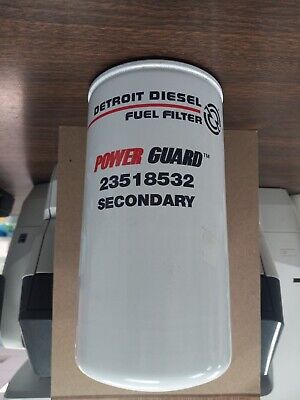 DETROIT DIESEL
FUEL FILTER
POWER GUARD™
23518532
SECONDARY